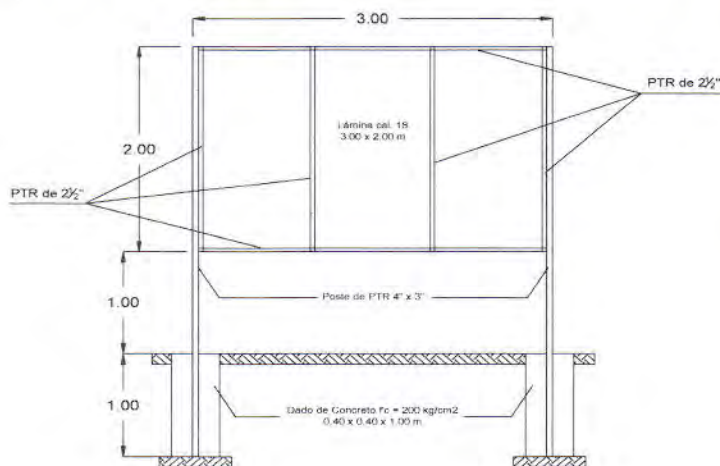 3.00
PTR de 2½"
Lámina cal. 18
3.00 x 2.00 m
2.00
PTR de 2½"
1.00
Poste de PTR 4" x 3"
1.00
Dado de Concreto f'c = 200 kg/cm2
0.40 x 0.40 x 1.00 m